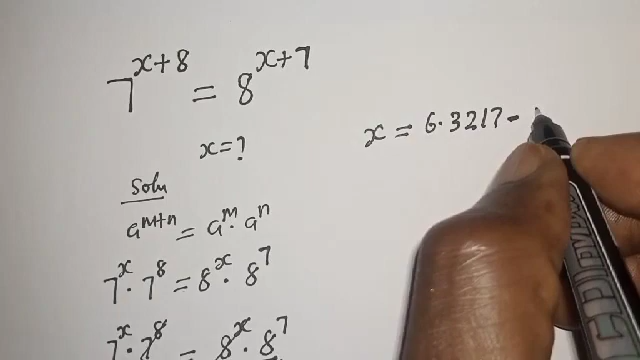 7^{x+8} = 8^{x+7}
x = ?
Soln
a^{m+n} = a^m · a^n
7^x · 7^8 = 8^x · 8^7
7^x · 7^8 = 8^x · 8^7
x = 6.3217 -